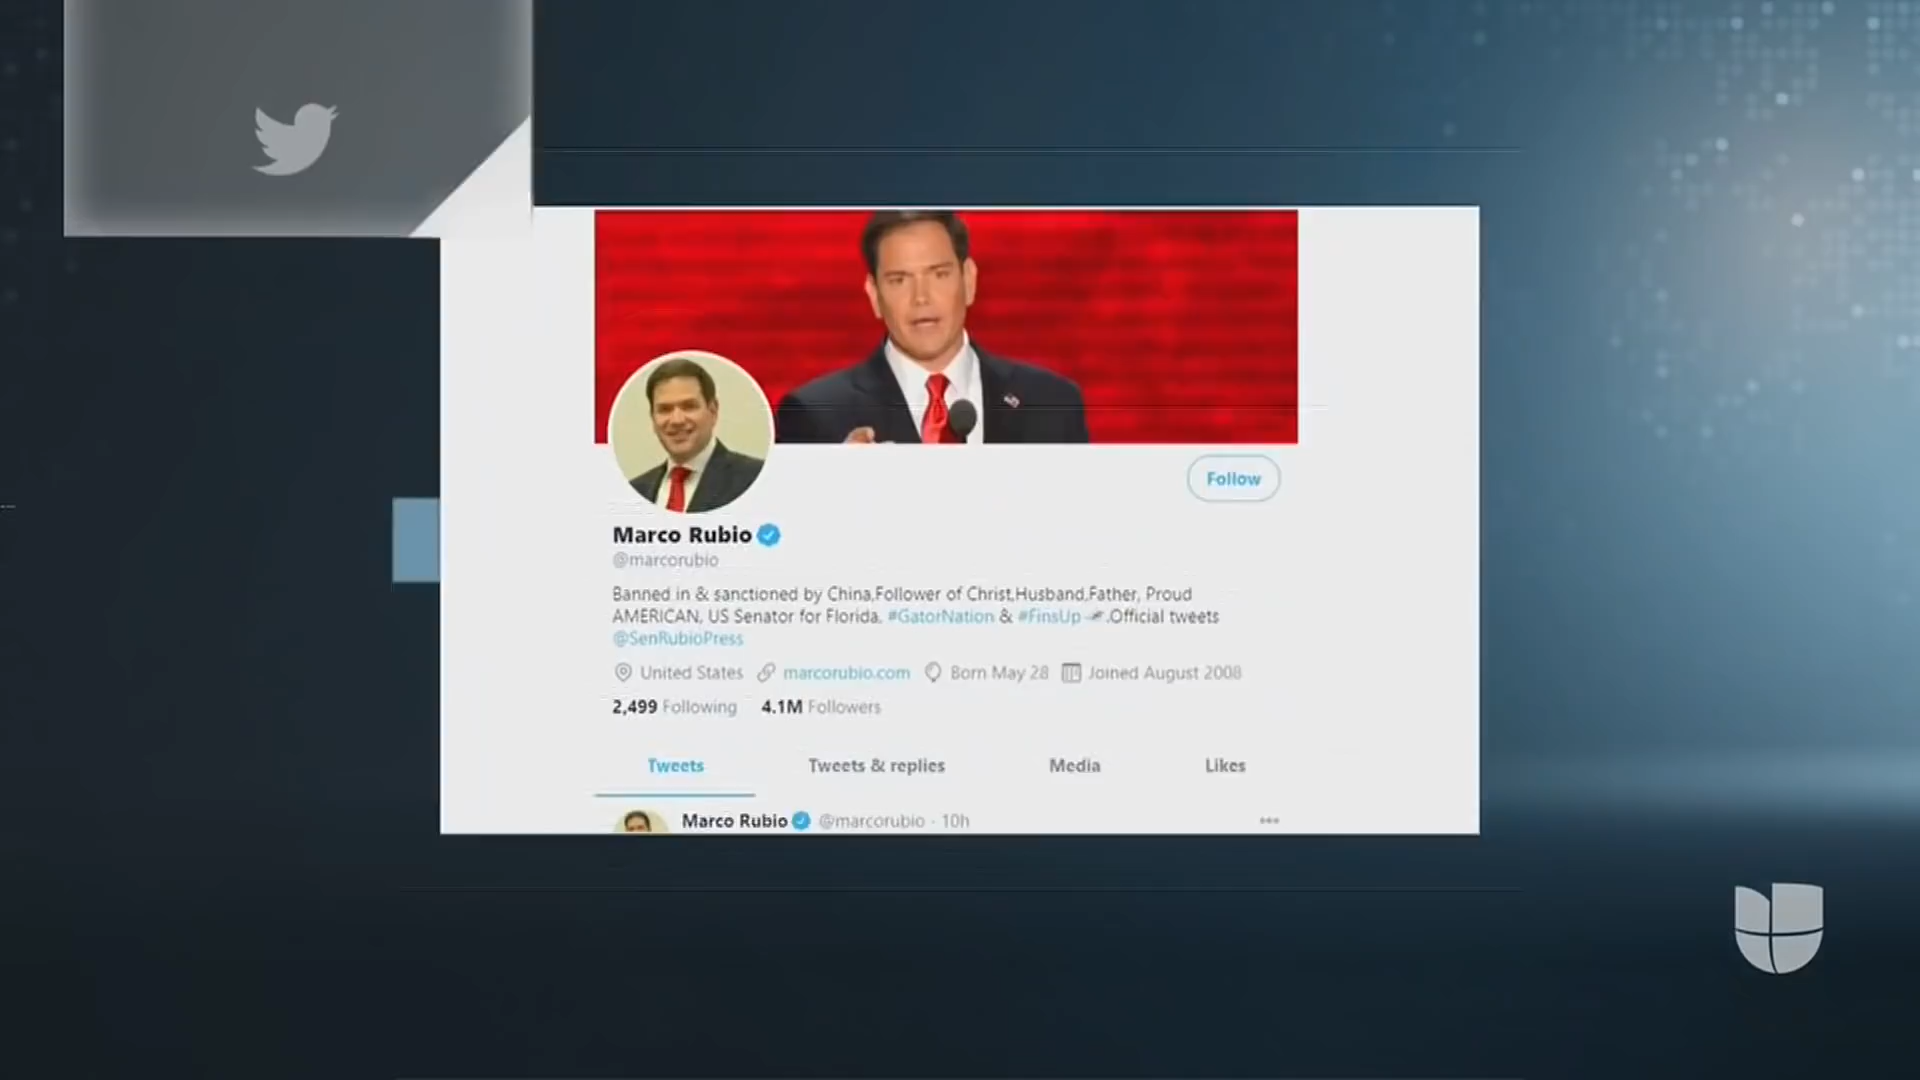 Follow
Marco Rubio
@marcorubio
Banned in & sanctioned by China,Follower of Christ,Husband,Father, Proud
AMERICAN, US Senator for Florida. #GatorNation & #FinsUp .Official tweets
@SenRubioPress
United States marcorubio.com Born May 28 Joined August 2008
2,499 Following 4.1M Followers
Tweets Tweets & replies Media Likes
Marco Rubio @marcorubio · 10h